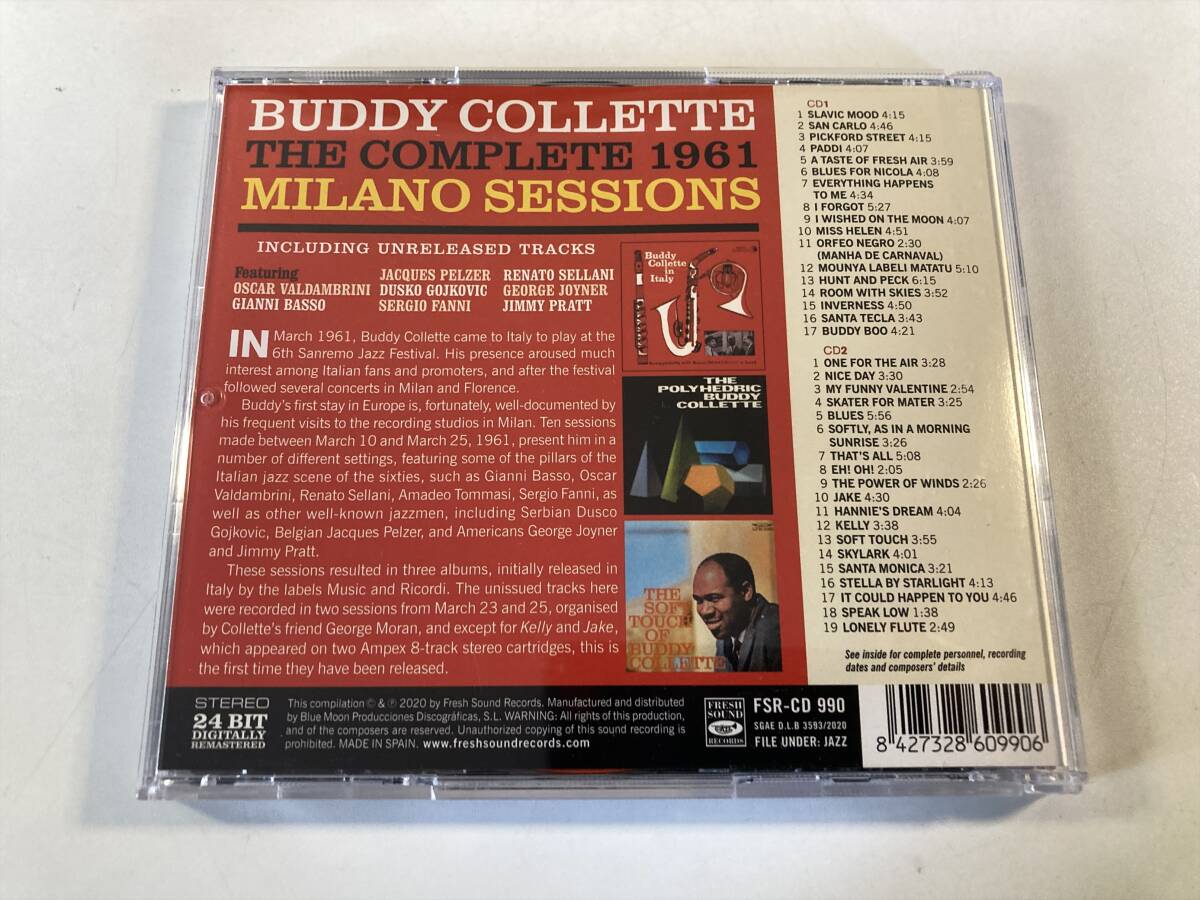 BUDDY COLLETTE
THE COMPLETE 1961
MILANO SESSIONS
INCLUDING UNRELEASED TRACKS
Featuring
OSCAR VALDAMBRINI
GIANNI BASSO
JACQUES PELZER
DUSKO GOJKOVIC
SERGIO FANNI
RENATO SELLANI
GEORGE JOYNER
JIMMY PRATT
IN March 1961, Buddy Collette came to Italy to play at the
6th Sanremo Jazz Festival. His presence aroused much
interest among Italian fans and promoters, and after the festival
followed several concerts in Milan and Florence.
Buddy's first stay in Europe is, fortunately, well-documented by
his frequent visits to the recording studios in Milan. Ten sessions
made between March 10 and March 25, 1961, present him in a
number of different settings, featuring some of the pillars of the
Italian jazz scene of the sixties, such as Gianni Basso, Oscar
Valdambrini, Renato Sellani, Amadeo Tommasi, Sergio Fanni, as
well as other well-known jazzmen, including Serbian Dusco
Gojkovic, Belgian Jacques Pelzer, and Americans George Joyner
and Jimmy Pratt.
These sessions resulted in three albums, initially released in
Italy by the labels Music and Ricordi. The unissued tracks here
were recorded in two sessions from March 23 and 25, organised
by Collette's friend George Moran, and except for Kelly and Jake,
which appeared on two Ampex 8-track stereo cartridges, this is
the first time they have been released.
Buddy
Collette
in
Italy
THE
POLYHEDRIC
BUDDY
COLLETTE
THE
SOFT
TOUCH OF
BUDDY
COLLETTE
CD1
1 SLAVIC MOOD 4:15
2 SAN CARLO 4:46
3 PICKFORD STREET 4:15
4 PADDI 4:07
5 A TASTE OF FRESH AIR 3:59
6 BLUES FOR NICOLA 4:08
7 EVERYTHING HAPPENS
TO ME 4:34
8 I FORGOT 5:27
9 I WISHED ON THE MOON 4:07
10 MISS HELEN 4:51
11 ORFEO NEGRO 2:30
(MANHA DE CARNAVAL)
12 MOUNYA LABELI MATATU 5:10
13 HUNT AND PECK 6:15
14 ROOM WITH SKIES 3:52
15 INVERNESS 4:50
16 SANTA TECLA 3:43
17 BUDDY BOO 4:21
CD2
1 ONE FOR THE AIR 3:28
2 NICE DAY 3:30
3 MY FUNNY VALENTINE 2:54
4 SKATER FOR MATER 3:25
5 BLUES 5:56
6 SOFTLY, AS IN A MORNING
SUNRISE 3:26
7 THAT'S ALL 5:08
8 EH! OH! 2:05
9 THE POWER OF WINDS 2:26
10 JAKE 4:30
11 HANNIE'S DREAM 4:04
12 KELLY 3:38
13 SOFT TOUCH 3:55
14 SKYLARK 4:01
15 SANTA MONICA 3:21
16 STELLA BY STARLIGHT 4:13
17 IT COULD HAPPEN TO YOU 4:46
18 SPEAK LOW 1:38
19 LONELY FLUTE 2:49
See inside for complete personnel, recording
dates and composers' details
STEREO
24 BIT
DIGITALLY
REMASTERED
This compilation © & ℗ 2020 by Fresh Sound Records. Manufactured and distributed
by Blue Moon Producciones Discográficas, S.L. WARNING: All rights of this production,
and of the composers are reserved. Unauthorized copying of this sound recording is
prohibited. MADE IN SPAIN. www.freshsoundrecords.com
FRESH
SOUND
RECORDS
FSR-CD 990
SGAE D.L.B 3593/2020
FILE UNDER: JAZZ
8 427328 609906